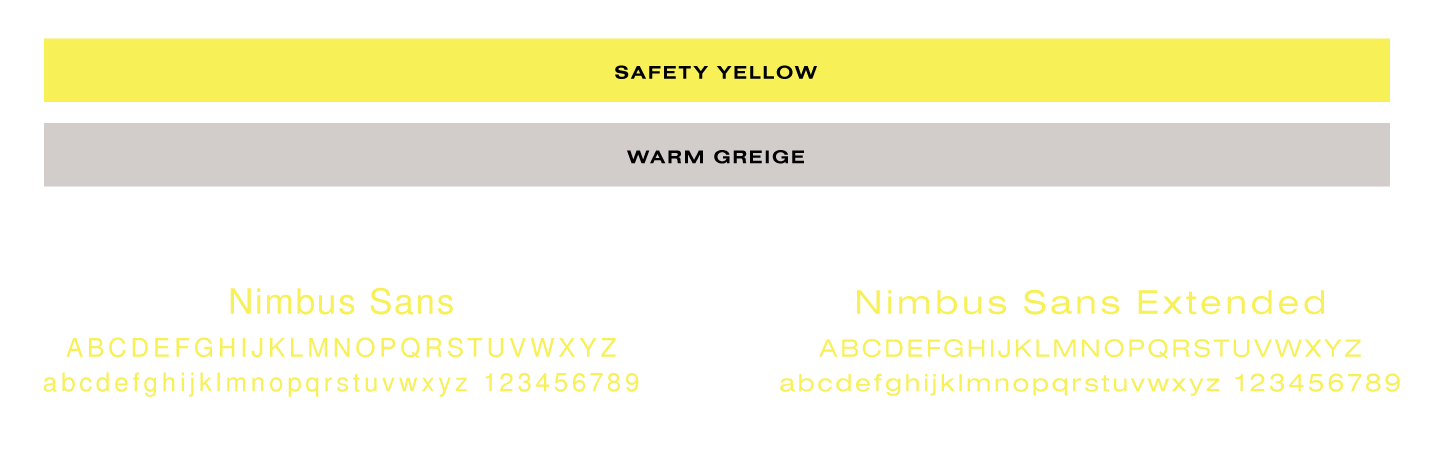 SAFETY YELLOW
WARM GREIGE
Nimbus Sans
ABCDEFGHIJKLMNOPQRSTUVWXYZ
abcdefghijklmnopqrstuvwxyz 123456789
Nimbus Sans Extended
ABCDEFGHIJKLMNOPQRSTUVWXYZ
abcdefghijklmnopqrstuvwxyz 123456789